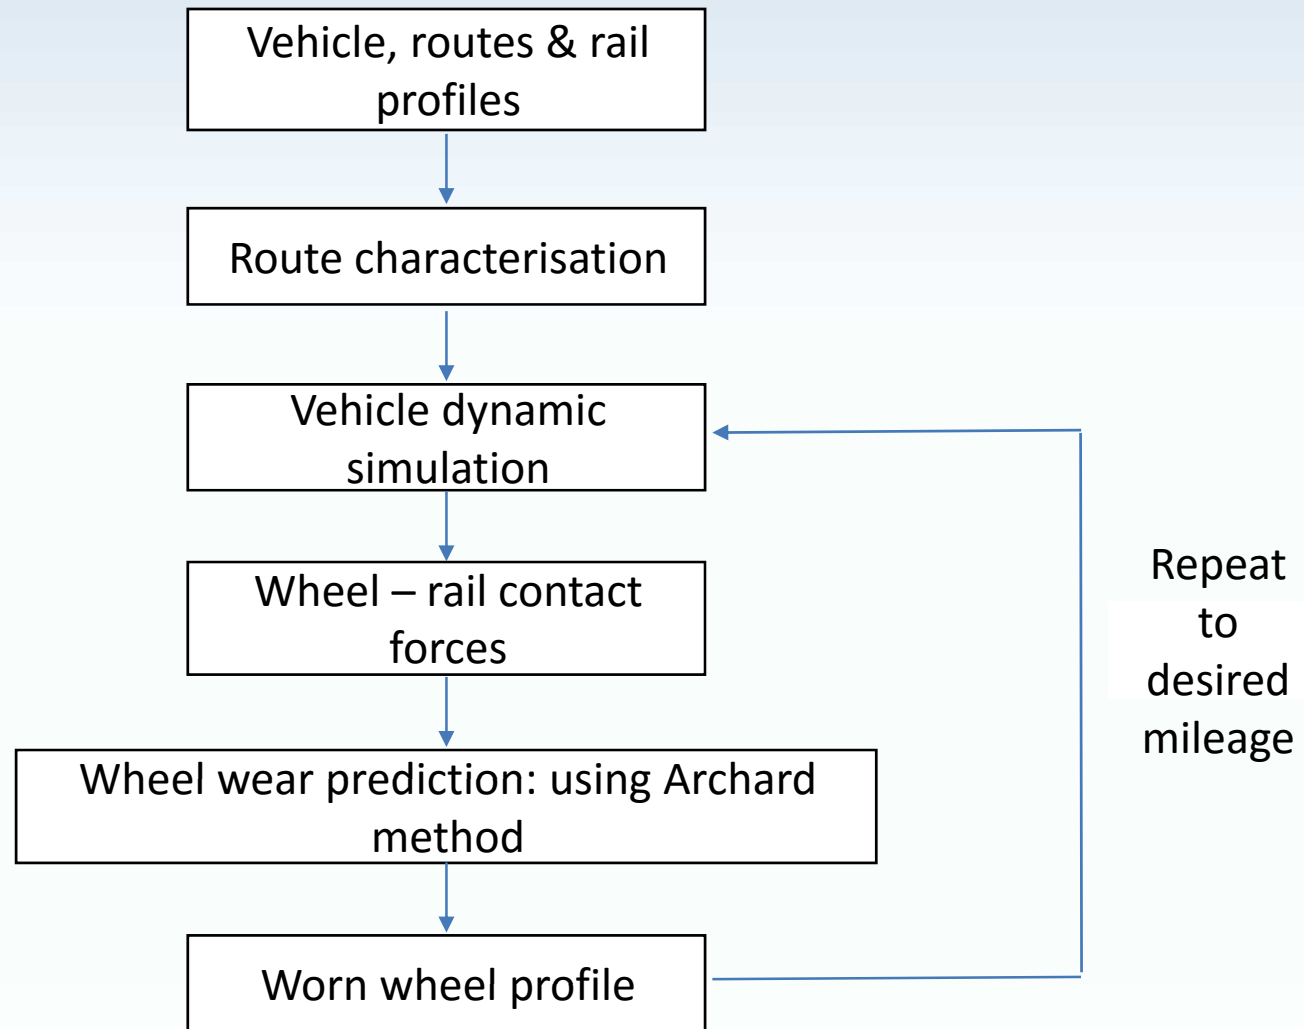 Vehicle, routes & rail
profiles
Route characterisation
Vehicle dynamic
simulation
Wheel – rail contact
forces
Wheel wear prediction: using Archard
method
Worn wheel profile
Repeat
to
desired
mileage